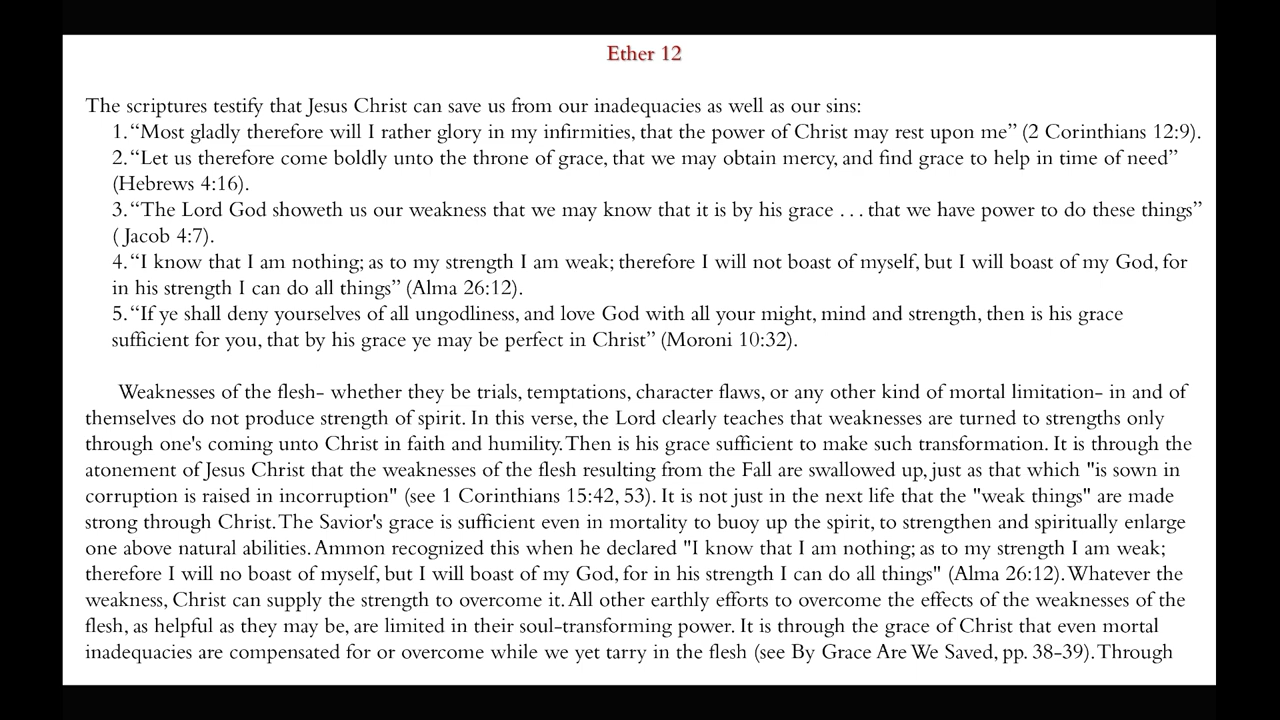 Ether 12
The scriptures testify that Jesus Christ can save us from our inadequacies as well as our sins:
1. “Most gladly therefore will I rather glory in my infirmities, that the power of Christ may rest upon me” (2 Corinthians 12:9).
2. “Let us therefore come boldly unto the throne of grace, that we may obtain mercy, and find grace to help in time of need”
(Hebrews 4:16).
3. “The Lord God showeth us our weakness that we may know that it is by his grace . . . that we have power to do these things”
( Jacob 4:7).
4. “I know that I am nothing; as to my strength I am weak; therefore I will not boast of myself, but I will boast of my God, for
in his strength I can do all things” (Alma 26:12).
5. “If ye shall deny yourselves of all ungodliness, and love God with all your might, mind and strength, then is his grace
sufficient for you, that by his grace ye may be perfect in Christ” (Moroni 10:32).
Weaknesses of the flesh- whether they be trials, temptations, character flaws, or any other kind of mortal limitation- in and of
themselves do not produce strength of spirit. In this verse, the Lord clearly teaches that weaknesses are turned to strengths only
through one's coming unto Christ in faith and humility. Then is his grace sufficient to make such transformation. It is through the
atonement of Jesus Christ that the weaknesses of the flesh resulting from the Fall are swallowed up, just as that which "is sown in
corruption is raised in incorruption" (see 1 Corinthians 15:42, 53). It is not just in the next life that the "weak things" are made
strong through Christ. The Savior's grace is sufficient even in mortality to buoy up the spirit, to strengthen and spiritually enlarge
one above natural abilities. Ammon recognized this when he declared "I know that I am nothing; as to my strength I am weak;
therefore I will no boast of myself, but I will boast of my God, for in his strength I can do all things" (Alma 26:12). Whatever the
weakness, Christ can supply the strength to overcome it. All other earthly efforts to overcome the effects of the weaknesses of the
flesh, as helpful as they may be, are limited in their soul-transforming power. It is through the grace of Christ that even mortal
inadequacies are compensated for or overcome while we yet tarry in the flesh (see By Grace Are We Saved, pp. 38-39). Through